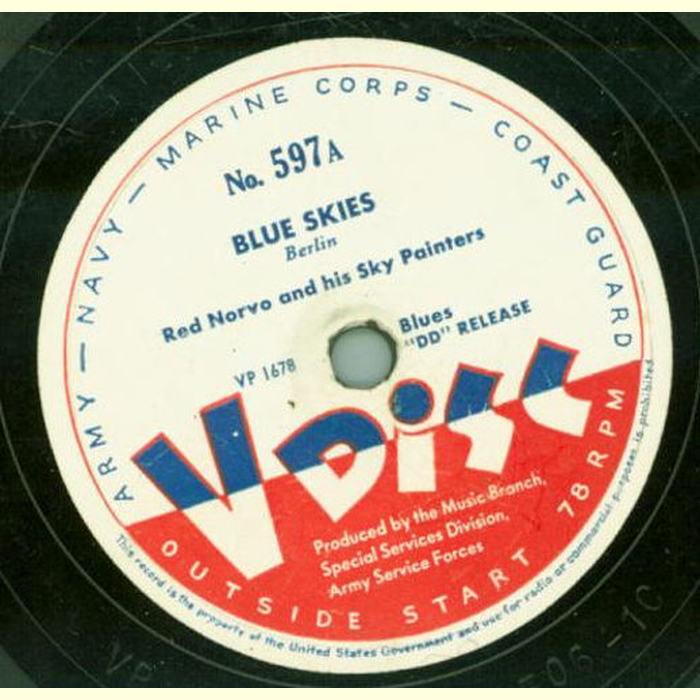 ARMY — NAVY — MARINE CORPS — COAST GUARD
No. 597A
BLUE SKIES
Berlin
Red Norvo and his Sky Painters
Blues
"DD" RELEASE
VP 1678
V DISC
Produced by the Music Branch,
Special Services Division,
Army Service Forces
OUTSIDE START 78 RPM
This record is the property of the United States Government and use for radio or commercial purposes is prohibited
VP